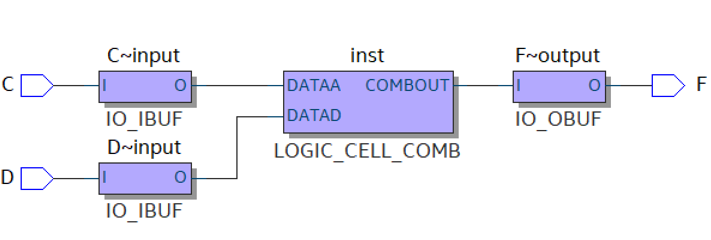 C~input
inst
F~output
C
I O
DATAA COMBOUT
I O
F
IO_IBUF
DATAD
IO_OBUF
D~input
LOGIC_CELL_COMB
D
I O
IO_IBUF